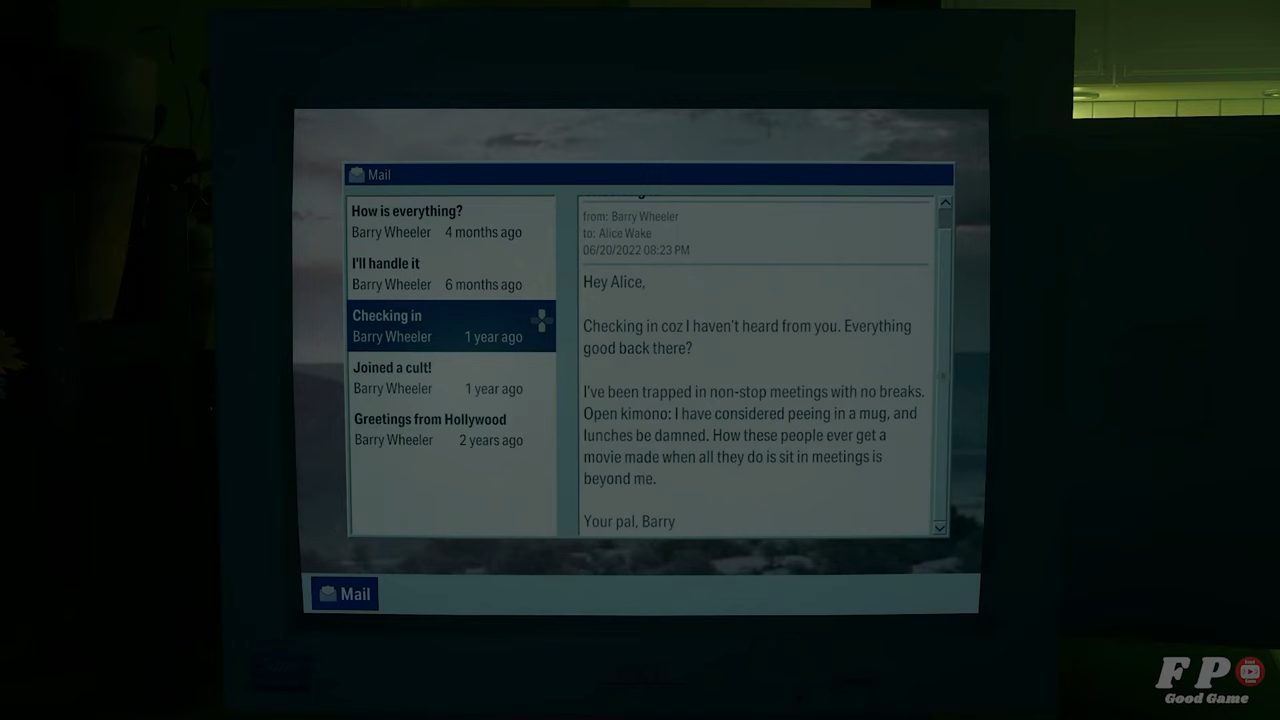 Mail
How is everything?
Barry Wheeler 4 months ago
I'll handle it
Barry Wheeler 6 months ago
Checking in
Barry Wheeler 1 year ago
Joined a cult!
Barry Wheeler 1 year ago
Greetings from Hollywood
Barry Wheeler 2 years ago
from: Barry Wheeler
to: Alice Wake
06/20/2022 08:23 PM
Hey Alice,
Checking in coz I haven't heard from you. Everything
good back there?
I've been trapped in non-stop meetings with no breaks.
Open kimono: I have considered peeing in a mug, and
lunches be damned. How these people ever get a
movie made when all they do is sit in meetings is
beyond me.
Your pal, Barry
Mail
FP
Good Game